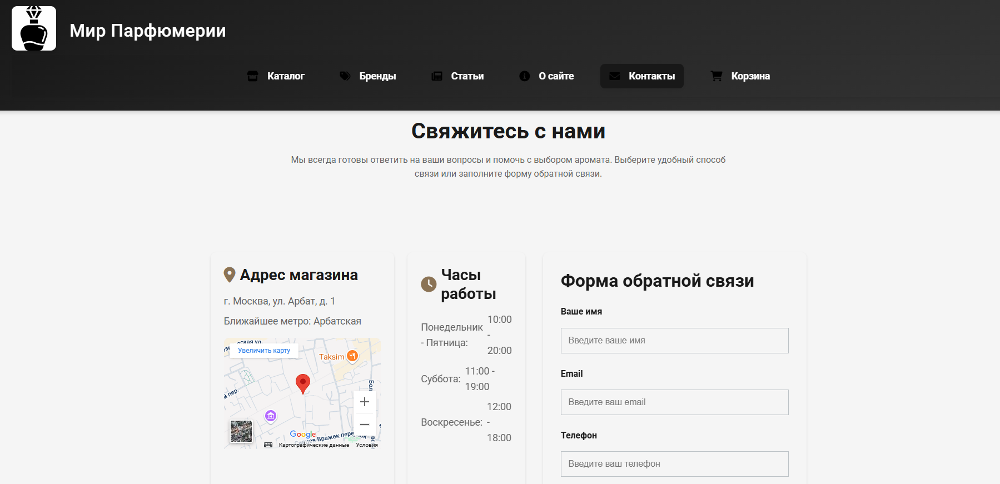 Мир Парфюмерии
Каталог
Бренды
Статьи
О сайте
Контакты
Корзина
Свяжитесь с нами
Мы всегда готовы ответить на ваши вопросы и помочь с выбором аромата. Выберите удобный способ
связи или заполните форму обратной связи.
Адрес магазина
г. Москва, ул. Арбат, д. 1
Ближайшее метро: Арбатская
Увеличить карту
Taksim
й пер.
Google
Картографические данные
Условия
Часы
работы
Понедельник
- Пятница:
10:00
-
20:00
Суббота:
11:00 -
19:00
Воскресенье:
12:00
-
18:00
Форма обратной связи
Ваше имя
Введите ваше имя
Email
Введите ваш email
Телефон
Введите ваш телефон